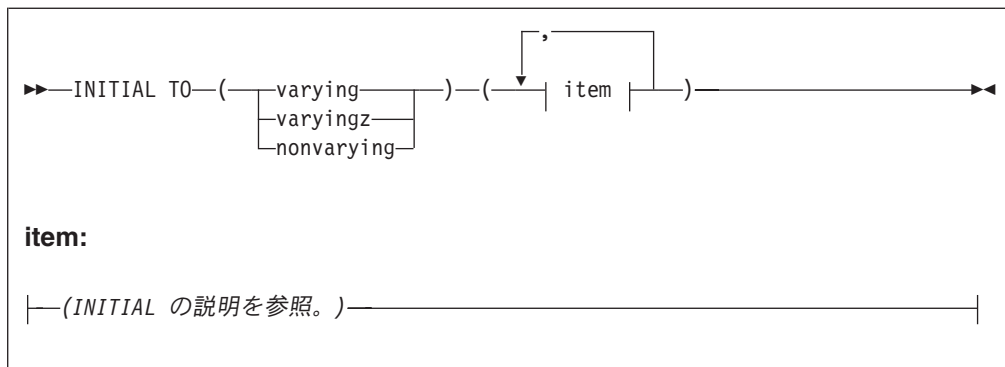 ,
INITIAL TO ( varying ) ( item )
varyingz
nonvarying
item:
(INITIAL の説明を参照。)